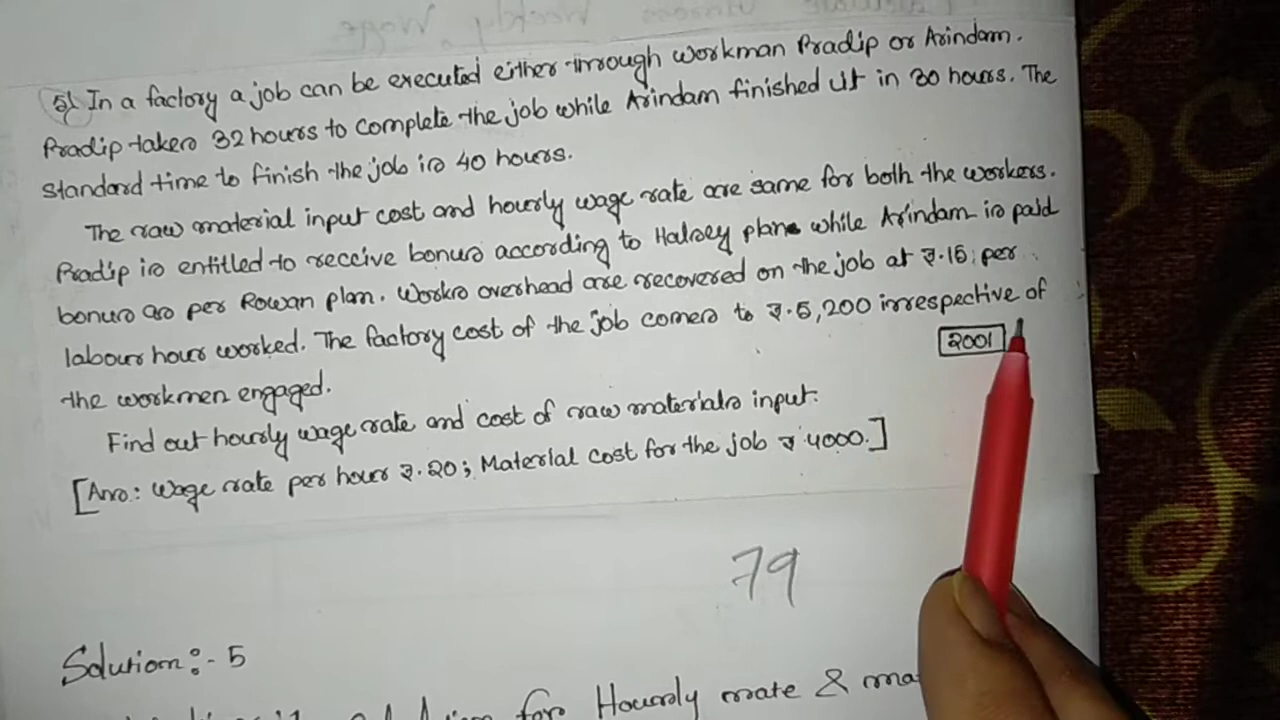 5) In a factory a job can be executed either through workman Pradip or Arindam.
Pradip takes 32 hours to complete the job while Arindam finished it in 30 hours. The
standard time to finish the job is 40 hours.
The raw material input cost and hourly wage rate are same for both the workers.
Pradip is entitled to receive bonus according to Halsey plan while Arindam is paid
bonus as per Rowan plan. Works overhead are recovered on the job at ₹.15; per
labour hour worked. The factory cost of the job comes to ₹.5,200 irrespective of
the workmen engaged.
2001
Find out hourly wage rate and cost of raw materials input.
[Ans: Wage rate per hour ₹.20; Material cost for the job ₹ 4000.]
79
Solution:- 5
for Hourly rate &